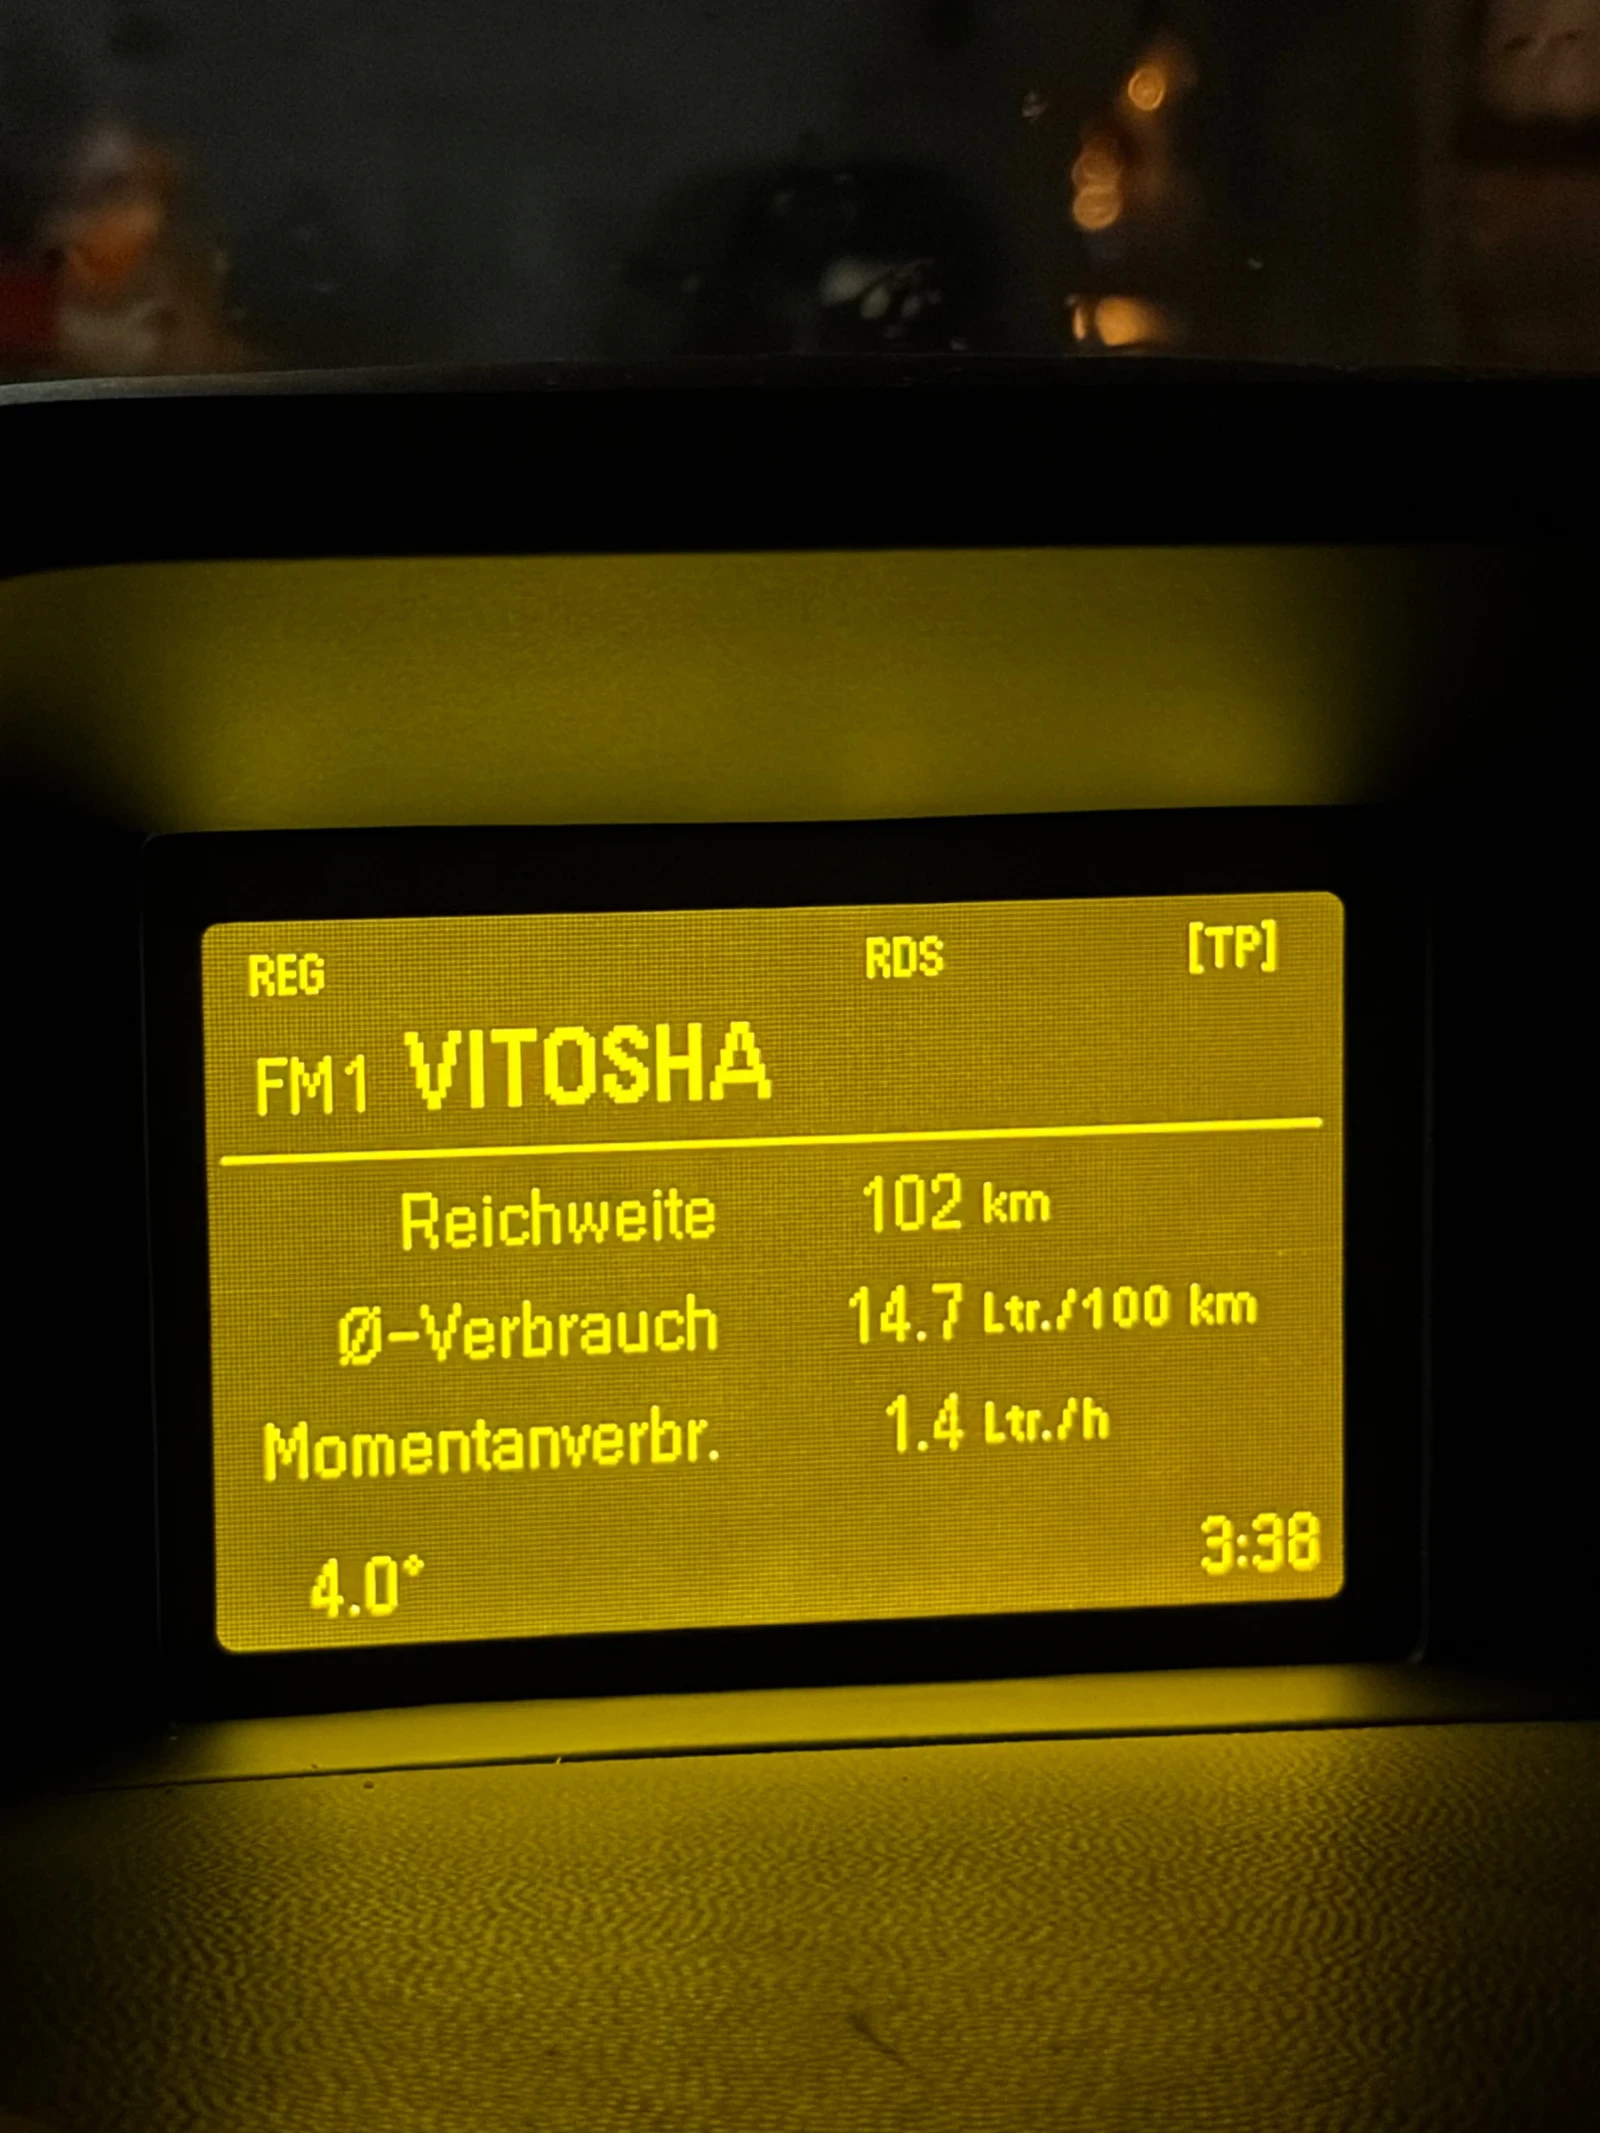 REG RDS [TP]
FM1 VITOSHA
Reichweite 102 km
Ø-Verbrauch 14.7 Ltr./100 km
Momentanverbr. 1.4 Ltr./h
4.0° 3:38